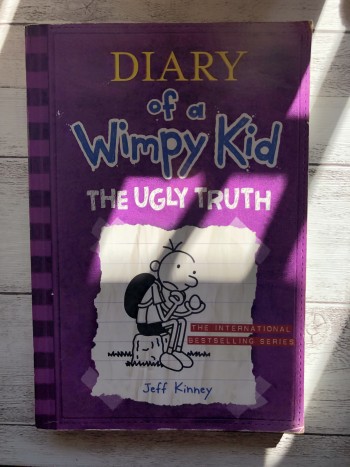 DIARY
of a
Wimpy Kid
THE UGLY TRUTH
THE INTERNATIONAL
BESTSELLING SERIES
Jeff Kinney